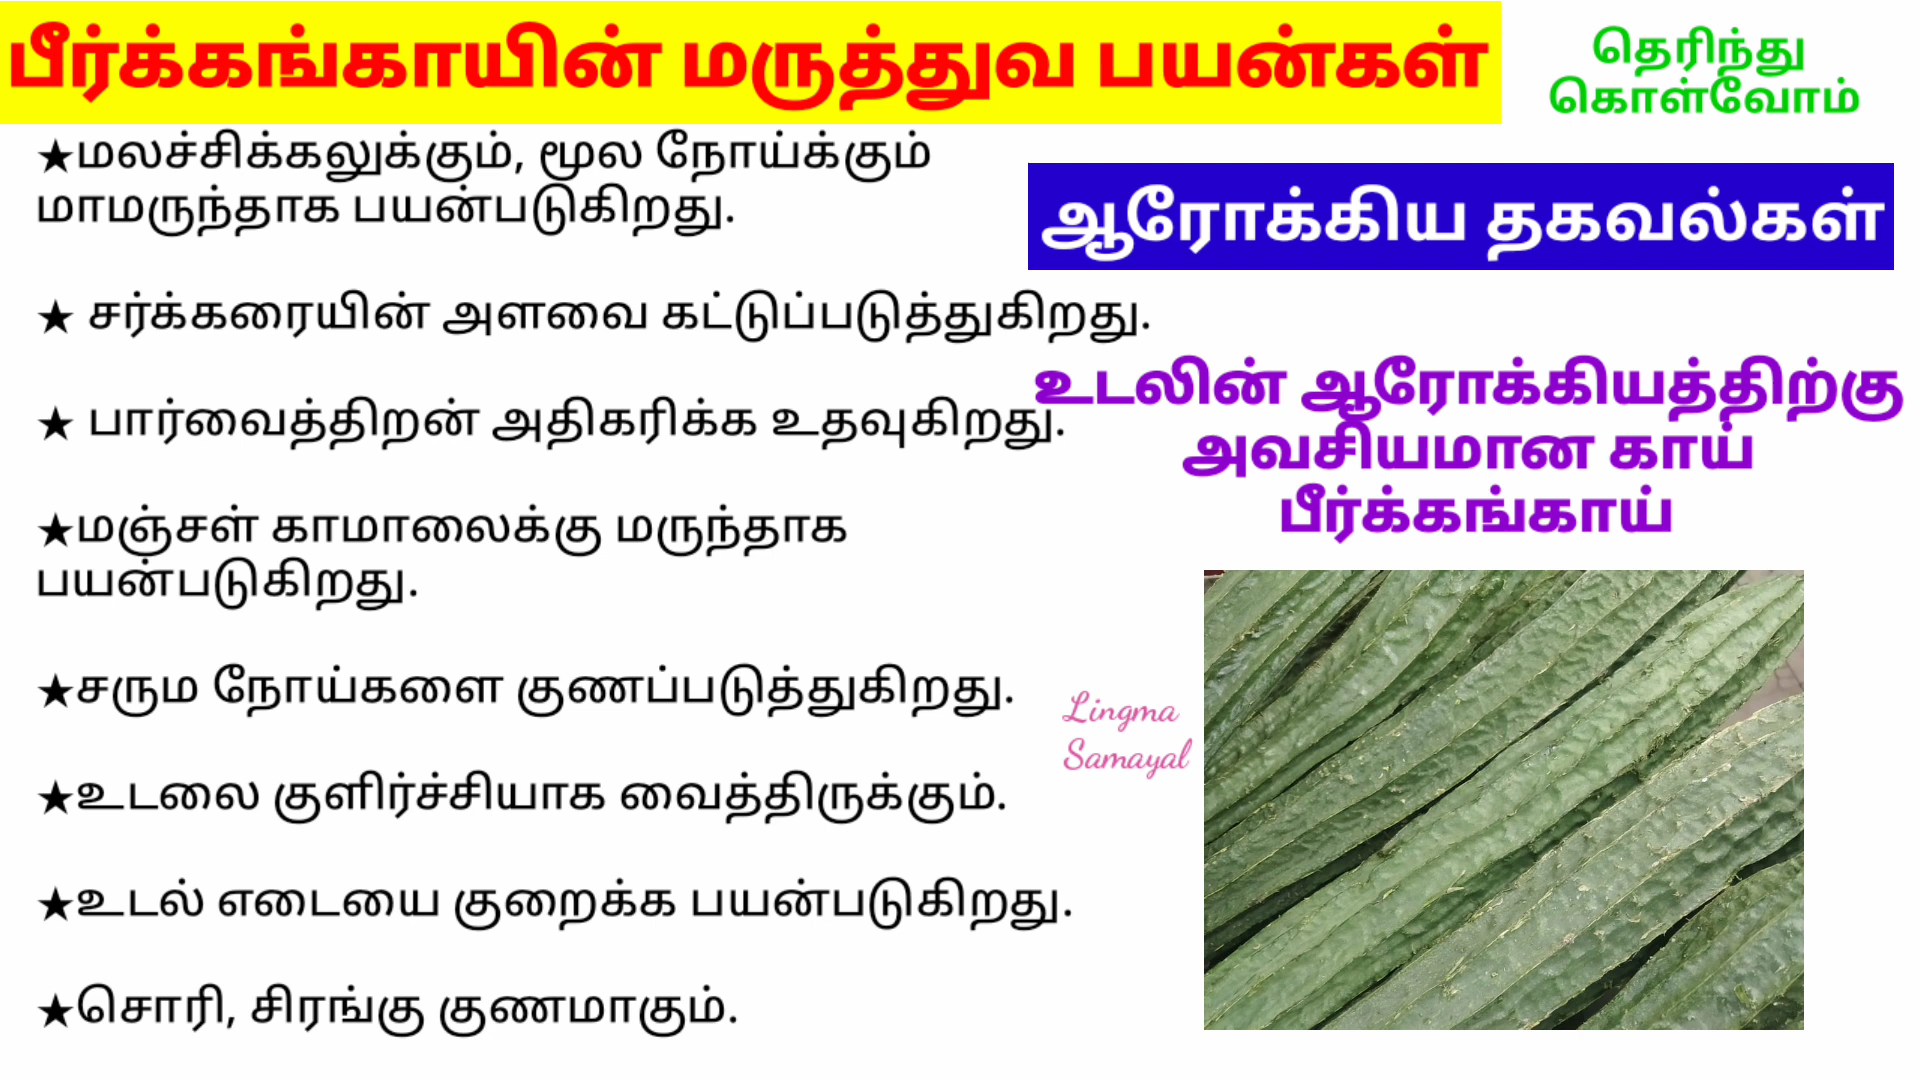 பீர்க்கங்காயின் மருத்துவ பயன்கள்
தெரிந்து
கொள்வோம்
★மலச்சிக்கலுக்கும், மூல நோய்க்கும்
மாமருந்தாக பயன்படுகிறது.
★ சர்க்கரையின் அளவை கட்டுப்படுத்துகிறது.
★ பார்வைத்திறன் அதிகரிக்க உதவுகிறது.
★மஞ்சள் காமாலைக்கு மருந்தாக
பயன்படுகிறது.
★சரும நோய்களை குணப்படுத்துகிறது.
★உடலை குளிர்ச்சியாக வைத்திருக்கும்.
★உடல் எடையை குறைக்க பயன்படுகிறது.
★சொரி, சிரங்கு குணமாகும்.
ஆரோக்கிய தகவல்கள்
உடலின் ஆரோக்கியத்திற்கு
அவசியமான காய்
பீர்க்கங்காய்
Lingma
Samayal